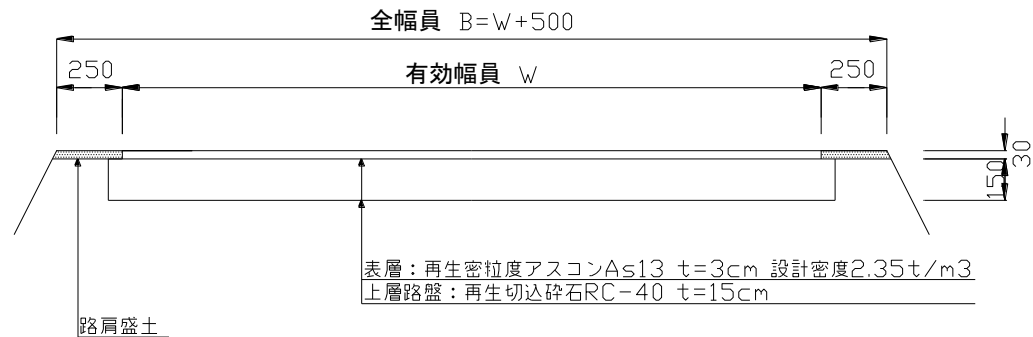 全幅員 B=W+500
250
有効幅員 W
250
30
150
表層：再生密粒度アスコンAs13 t=3cm 設計密度2.35t/m3
上層路盤：再生切込砕石RC-40 t=15cm
路肩盛土